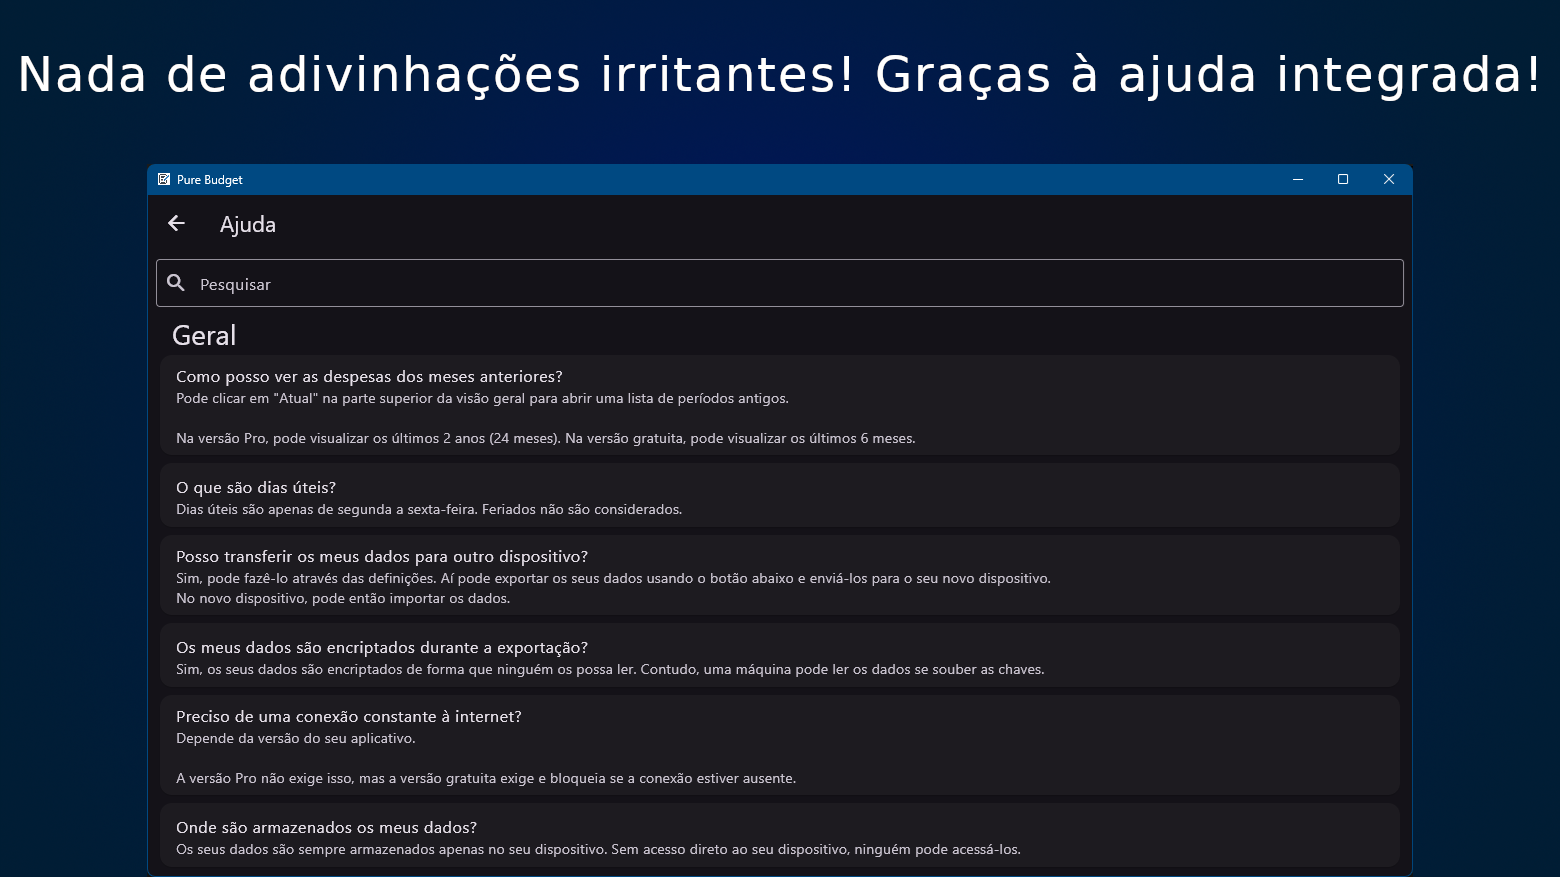 Nada de adivinhações irritantes! Graças à ajuda integrada!
Pure Budget
Ajuda
Pesquisar
Geral
Como posso ver as despesas dos meses anteriores?
Pode clicar em "Atual" na parte superior da visão geral para abrir uma lista de períodos antigos.
Na versão Pro, pode visualizar os últimos 2 anos (24 meses). Na versão gratuita, pode visualizar os últimos 6 meses.
O que são dias úteis?
Dias úteis são apenas de segunda a sexta-feira. Feriados não são considerados.
Posso transferir os meus dados para outro dispositivo?
Sim, pode fazê-lo através das definições. Aí pode exportar os seus dados usando o botão abaixo e enviá-los para o seu novo dispositivo.
No novo dispositivo, pode então importar os dados.
Os meus dados são encriptados durante a exportação?
Sim, os seus dados são encriptados de forma que ninguém os possa ler. Contudo, uma máquina pode ler os dados se souber as chaves.
Preciso de uma conexão constante à internet?
Depende da versão do seu aplicativo.
A versão Pro não exige isso, mas a versão gratuita exige e bloqueia se a conexão estiver ausente.
Onde são armazenados os meus dados?
Os seus dados são sempre armazenados apenas no seu dispositivo. Sem acesso direto ao seu dispositivo, ninguém pode acessá-los.